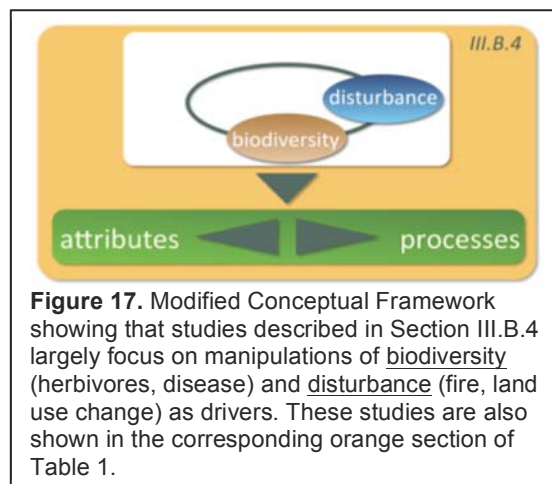 III.B.4
disturbance
biodiversity
attributes processes
Figure 17. Modified Conceptual Framework
showing that studies described in Section III.B.4
largely focus on manipulations of biodiversity
(herbivores, disease) and disturbance (fire, land
use change) as drivers. These studies are also
shown in the corresponding orange section of
Table 1.